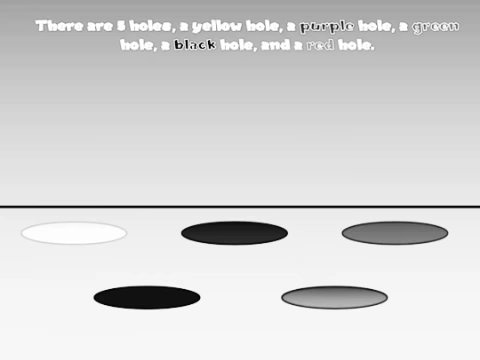 There are 5 holes, a yellow hole, a purple hole, a green
hole, a black hole, and a red hole.